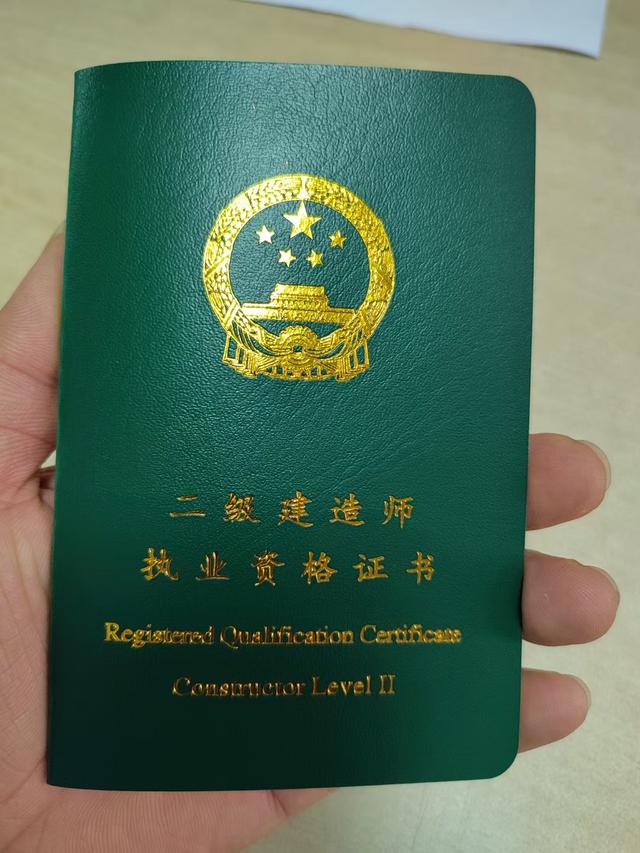 二级建造师
执业资格证书
Registered Qualification Certificate
Constructor Level II